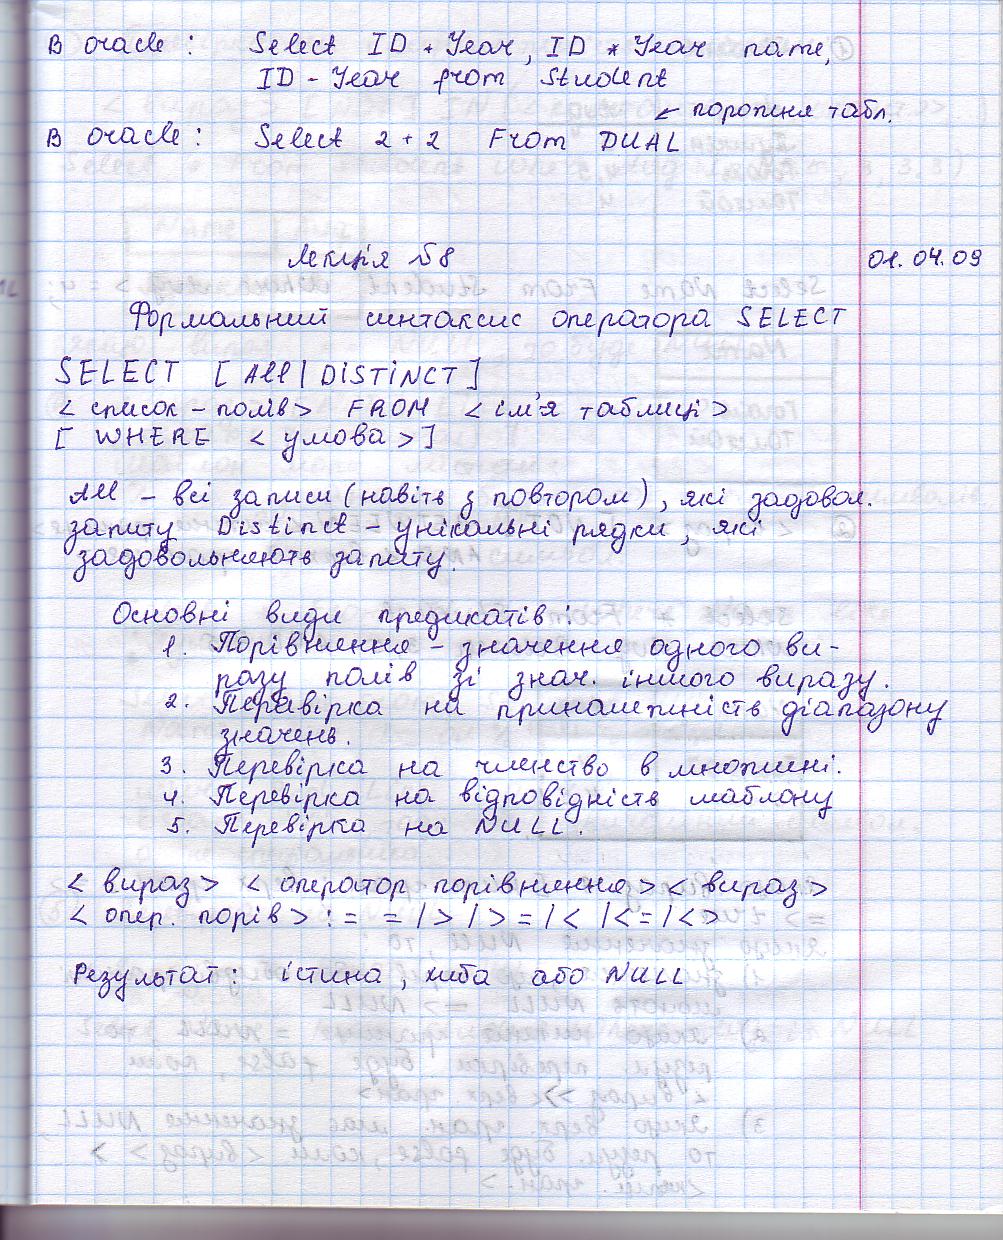 В oracle: Select ID + Year, ID * Year name,
ID - Year from Student
← порожня табл.
В oracle: Select 2 + 2 From DUAL
Лекція №8
01.04.09
Формальний синтаксис оператора SELECT
SELECT [ All | DISTINCT ]
< список - полів > FROM < ім'я таблиці >
[ WHERE < умова > ]
All - всі записи (навіть з повтором), які задовол.
запиту Distinct - унікальні рядки, які
задовольняють запиту.
Основні види предикатів:
1. Порівняння - значення одного ви-
разу полів зі знач. іншого виразу.
2. Перевірка на приналежність діапазону
значень.
3. Перевірка на членство в множині.
4. Перевірка на відповідність шаблону
5. Перевірка на NULL.
< вираз > < оператор порівняння > < вираз >
< опер. порів > : = = / > / > = / < / < = / < >
Результат: істина, хиба або NULL